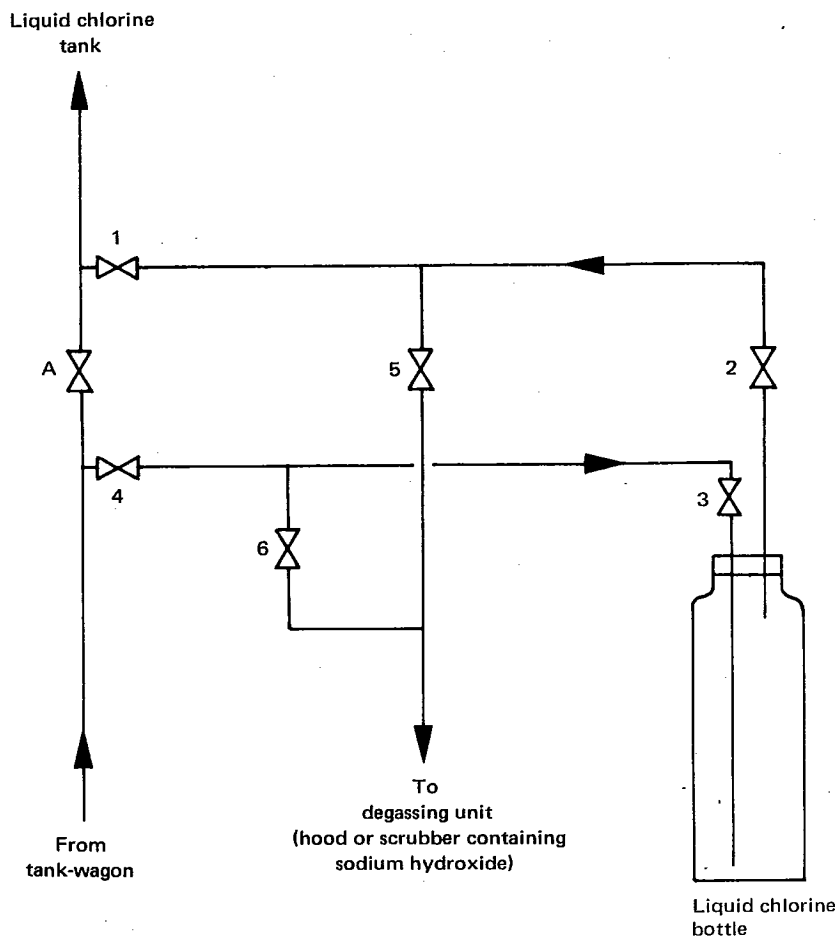 Liquid chlorine
tank
1
A
5
2
4
3
6
To
degassing unit
(hood or scrubber containing
sodium hydroxide)
From
tank-wagon
Liquid chlorine
bottle